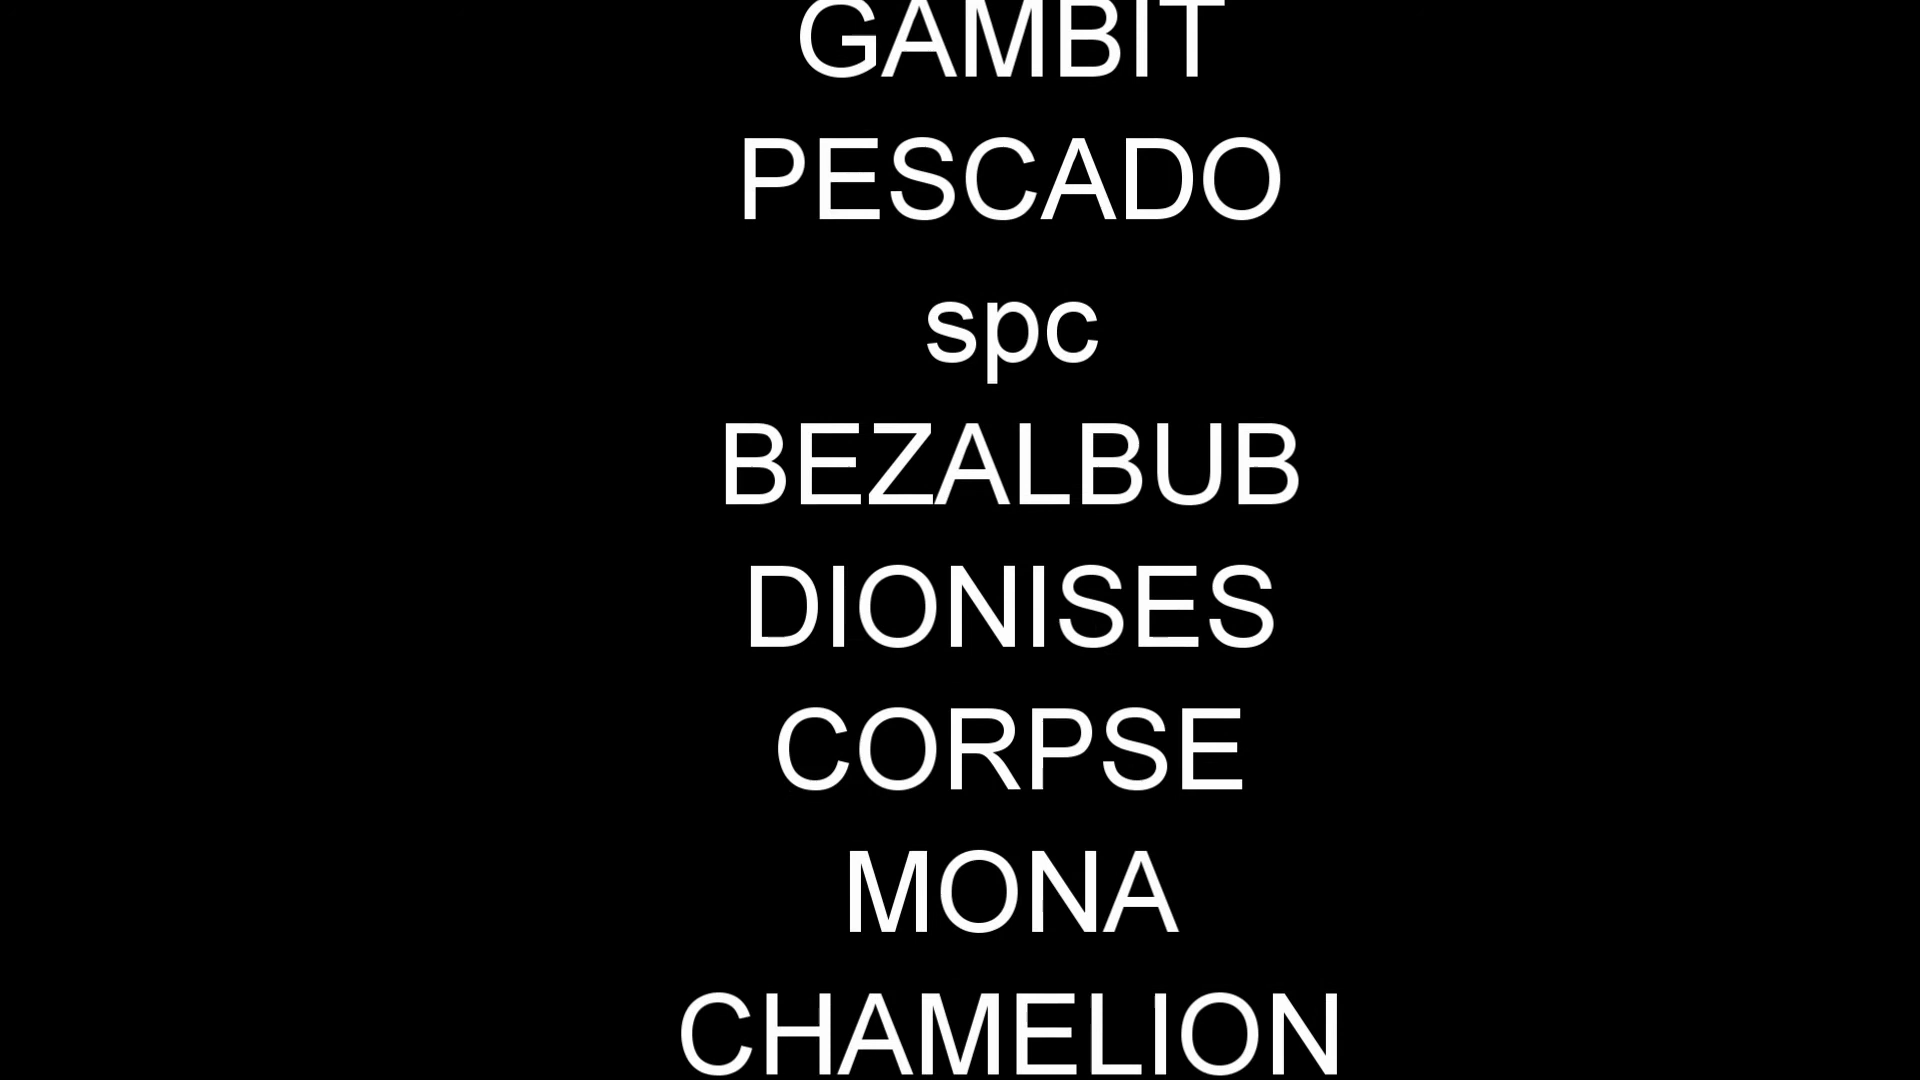 GAMBIT
PESCADO
spc
BEZALBUB
DIONISES
CORPSE
MONA
CHAMELION